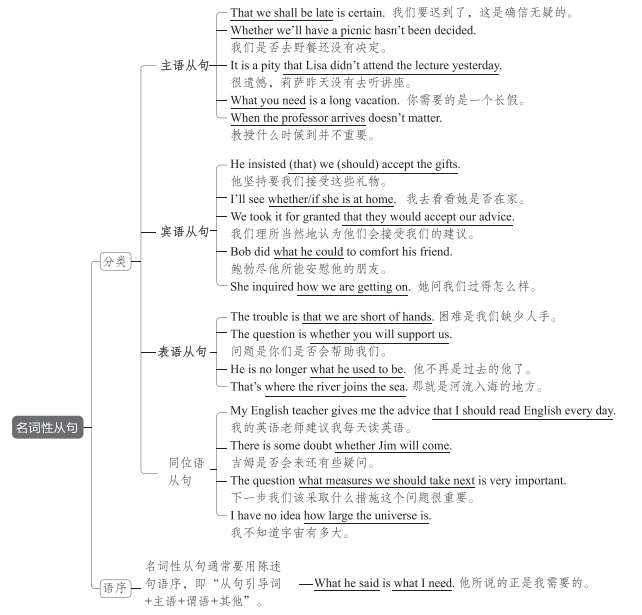 名词性从句
分类
主语从句
That we shall be late is certain. 我们要迟到了，这是确信无疑的。
Whether we'll have a picnic hasn't been decided.
我们是否去野餐还没有决定。
It is a pity that Lisa didn't attend the lecture yesterday.
很遗憾，莉萨昨天没有去听讲座。
What you need is a long vacation. 你需要的是一个长假。
When the professor arrives doesn't matter.
教授什么时候到并不重要。
宾语从句
He insisted (that) we (should) accept the gifts.
他坚持要我们接受这些礼物。
I'll see whether/if she is at home. 我去看看她是否在家。
We took it for granted that they would accept our advice.
我们理所当然地认为他们会接受我们的建议。
Bob did what he could to comfort his friend.
鲍勃尽他所能安慰他的朋友。
She inquired how we are getting on. 她问我们过得怎么样。
表语从句
The trouble is that we are short of hands. 困难是我们缺少人手。
The question is whether you will support us.
问题是你们是否会帮助我们。
He is no longer what he used to be. 他不再是过去的他了。
That's where the river joins the sea. 那就是河流入海的地方。
同位语
从句
My English teacher gives me the advice that I should read English every day.
我的英语老师建议我每天读英语。
There is some doubt whether Jim will come.
吉姆是否会来还有些疑问。
The question what measures we should take next is very important.
下一步我们该采取什么措施这个问题很重要。
I have no idea how large the universe is.
我不知道宇宙有多大。
语序
名词性从句通常要用陈述
句语序，即“从句引导词
+主语+谓语+其他”。
What he said is what I need. 他所说的正是我需要的。